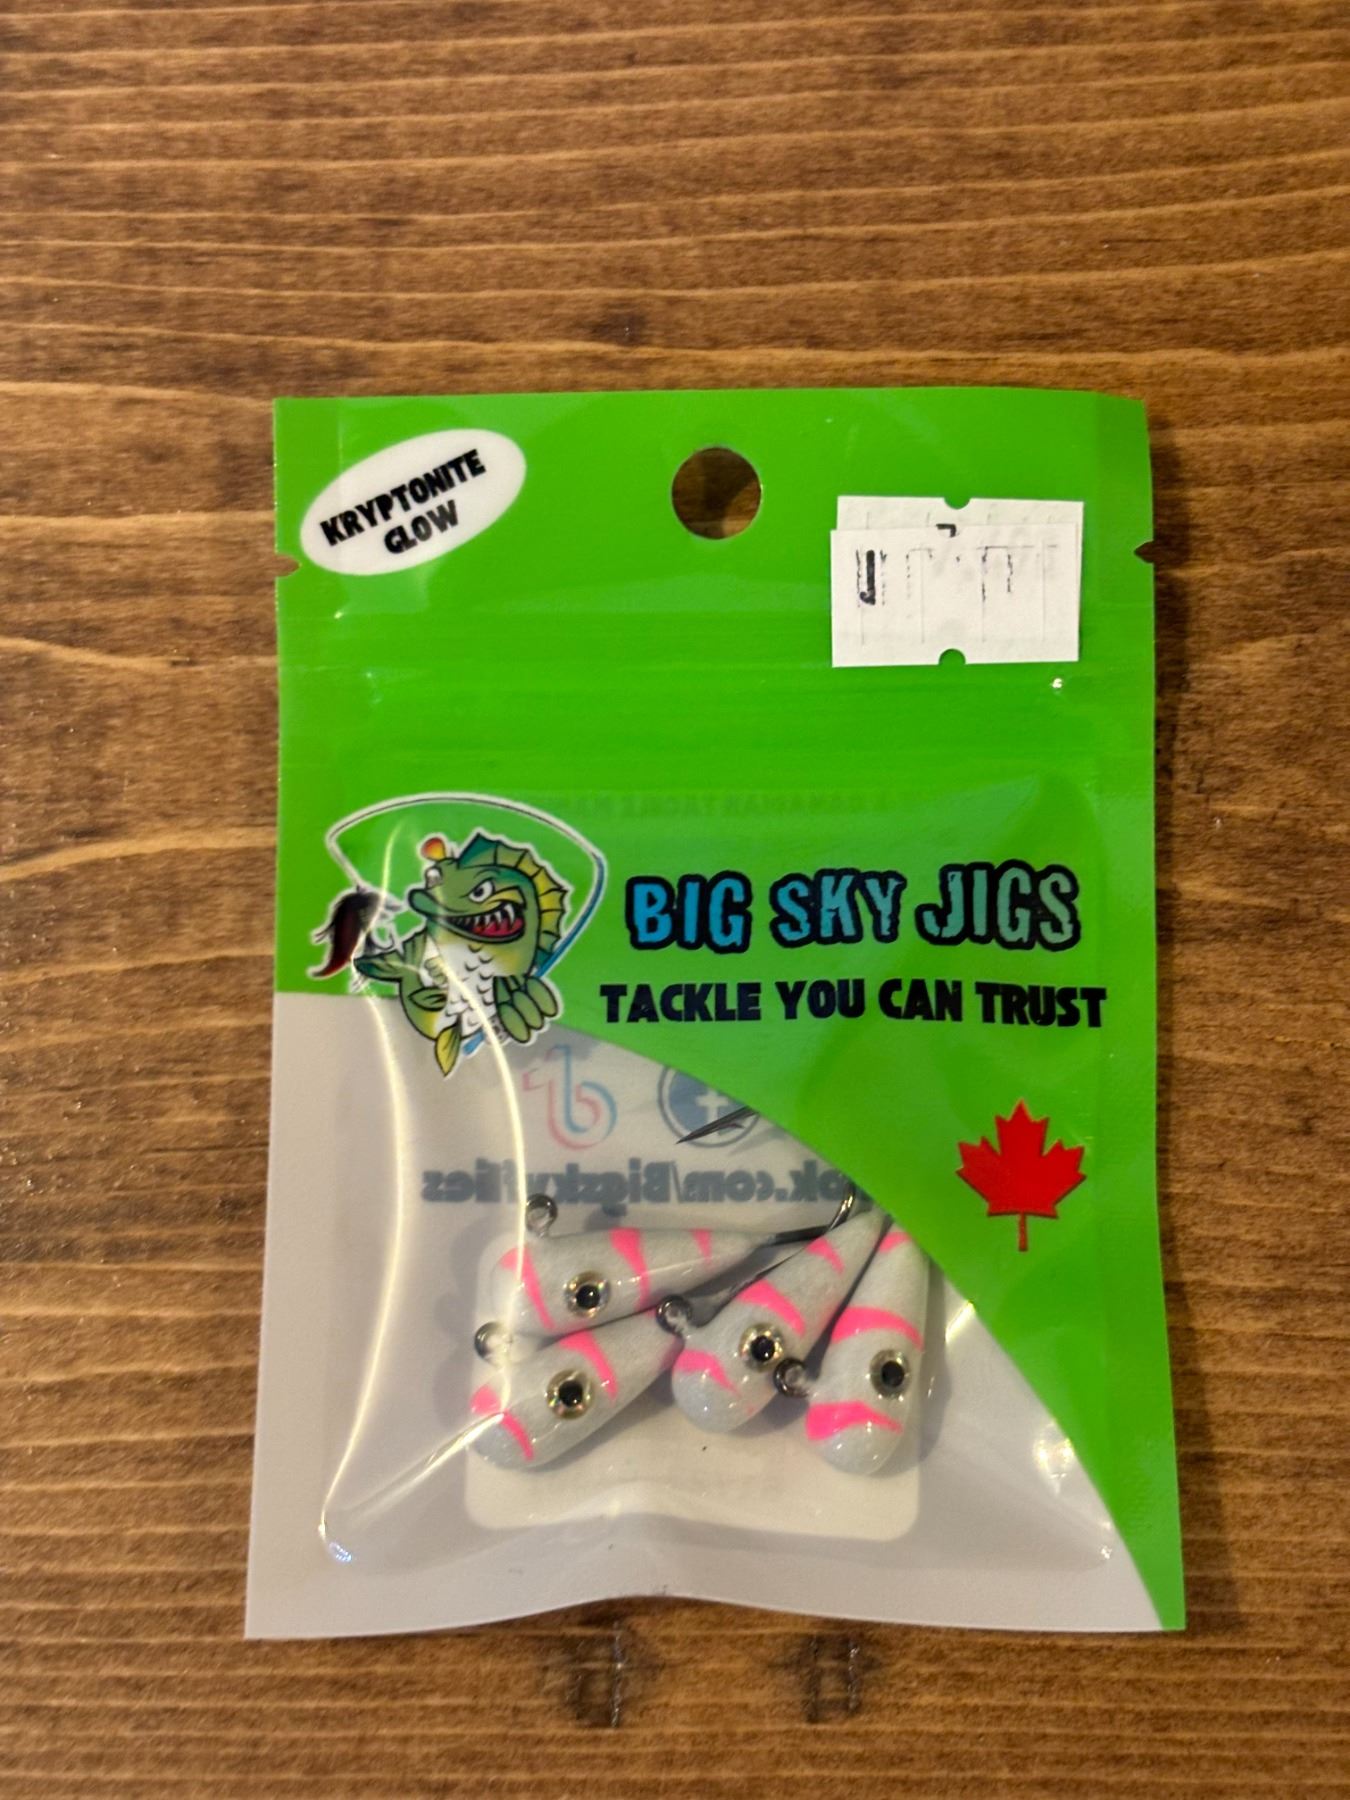 KRYPTONITE
GLOW
BIG SKY JIGS
TACKLE YOU CAN TRUST